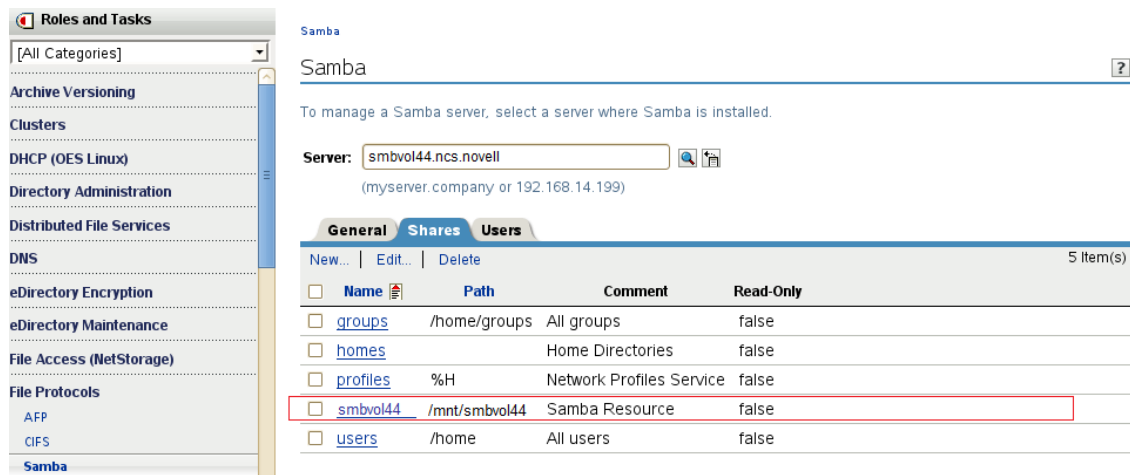 Roles and Tasks
[All Categories]
Archive Versioning
Clusters
DHCP (OES Linux)
Directory Administration
Distributed File Services
DNS
eDirectory Encryption
eDirectory Maintenance
File Access (NetStorage)
File Protocols
AFP
CIFS
Samba
Samba
Samba
?
To manage a Samba server, select a server where Samba is installed.
Server: smbvol44.ncs.novell
(myserver.company or 192.168.14.199)
General Shares Users
New... | Edit... | Delete 5 Item(s)
Name Path Comment Read-Only
groups /home/groups All groups false
homes Home Directories false
profiles %H Network Profiles Service false
smbvol44 /mnt/smbvol44 Samba Resource false
users /home All users false